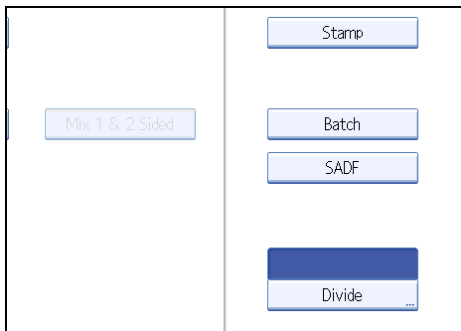 Stamp
Mix 1 & 2 Sided
Batch
SADF
Divide
...